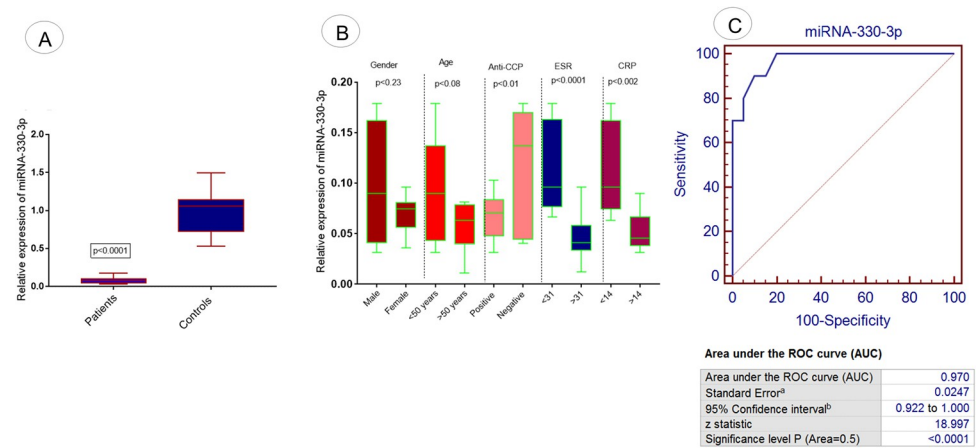 A
Relative expression of miRNA-330-3p
2.0
1.5
1.0
0.5
0.0
p<0.0001
Patients
Controls
B
Gender
Age
Anti-CCP
ESR
CRP
p<0.23
p<0.08
p<0.01
p<0.0001
p<0.002
Relative expression of miRNA-330-3p
0.20
0.15
0.10
0.05
0.00
Male
Female
<50 years
>50 years
Positive
Negative
<31
>31
<14
>14
C
miRNA-330-3p
Sensitivity
100
80
60
40
20
0
0 20 40 60 80 100
100-Specificity
Area under the ROC curve (AUC)
Area under the ROC curve (AUC) 0.970
Standard Errorᵃ 0.0247
95% Confidence intervalᵇ 0.922 to 1.000
z statistic 18.997
Significance level P (Area=0.5) <0.0001